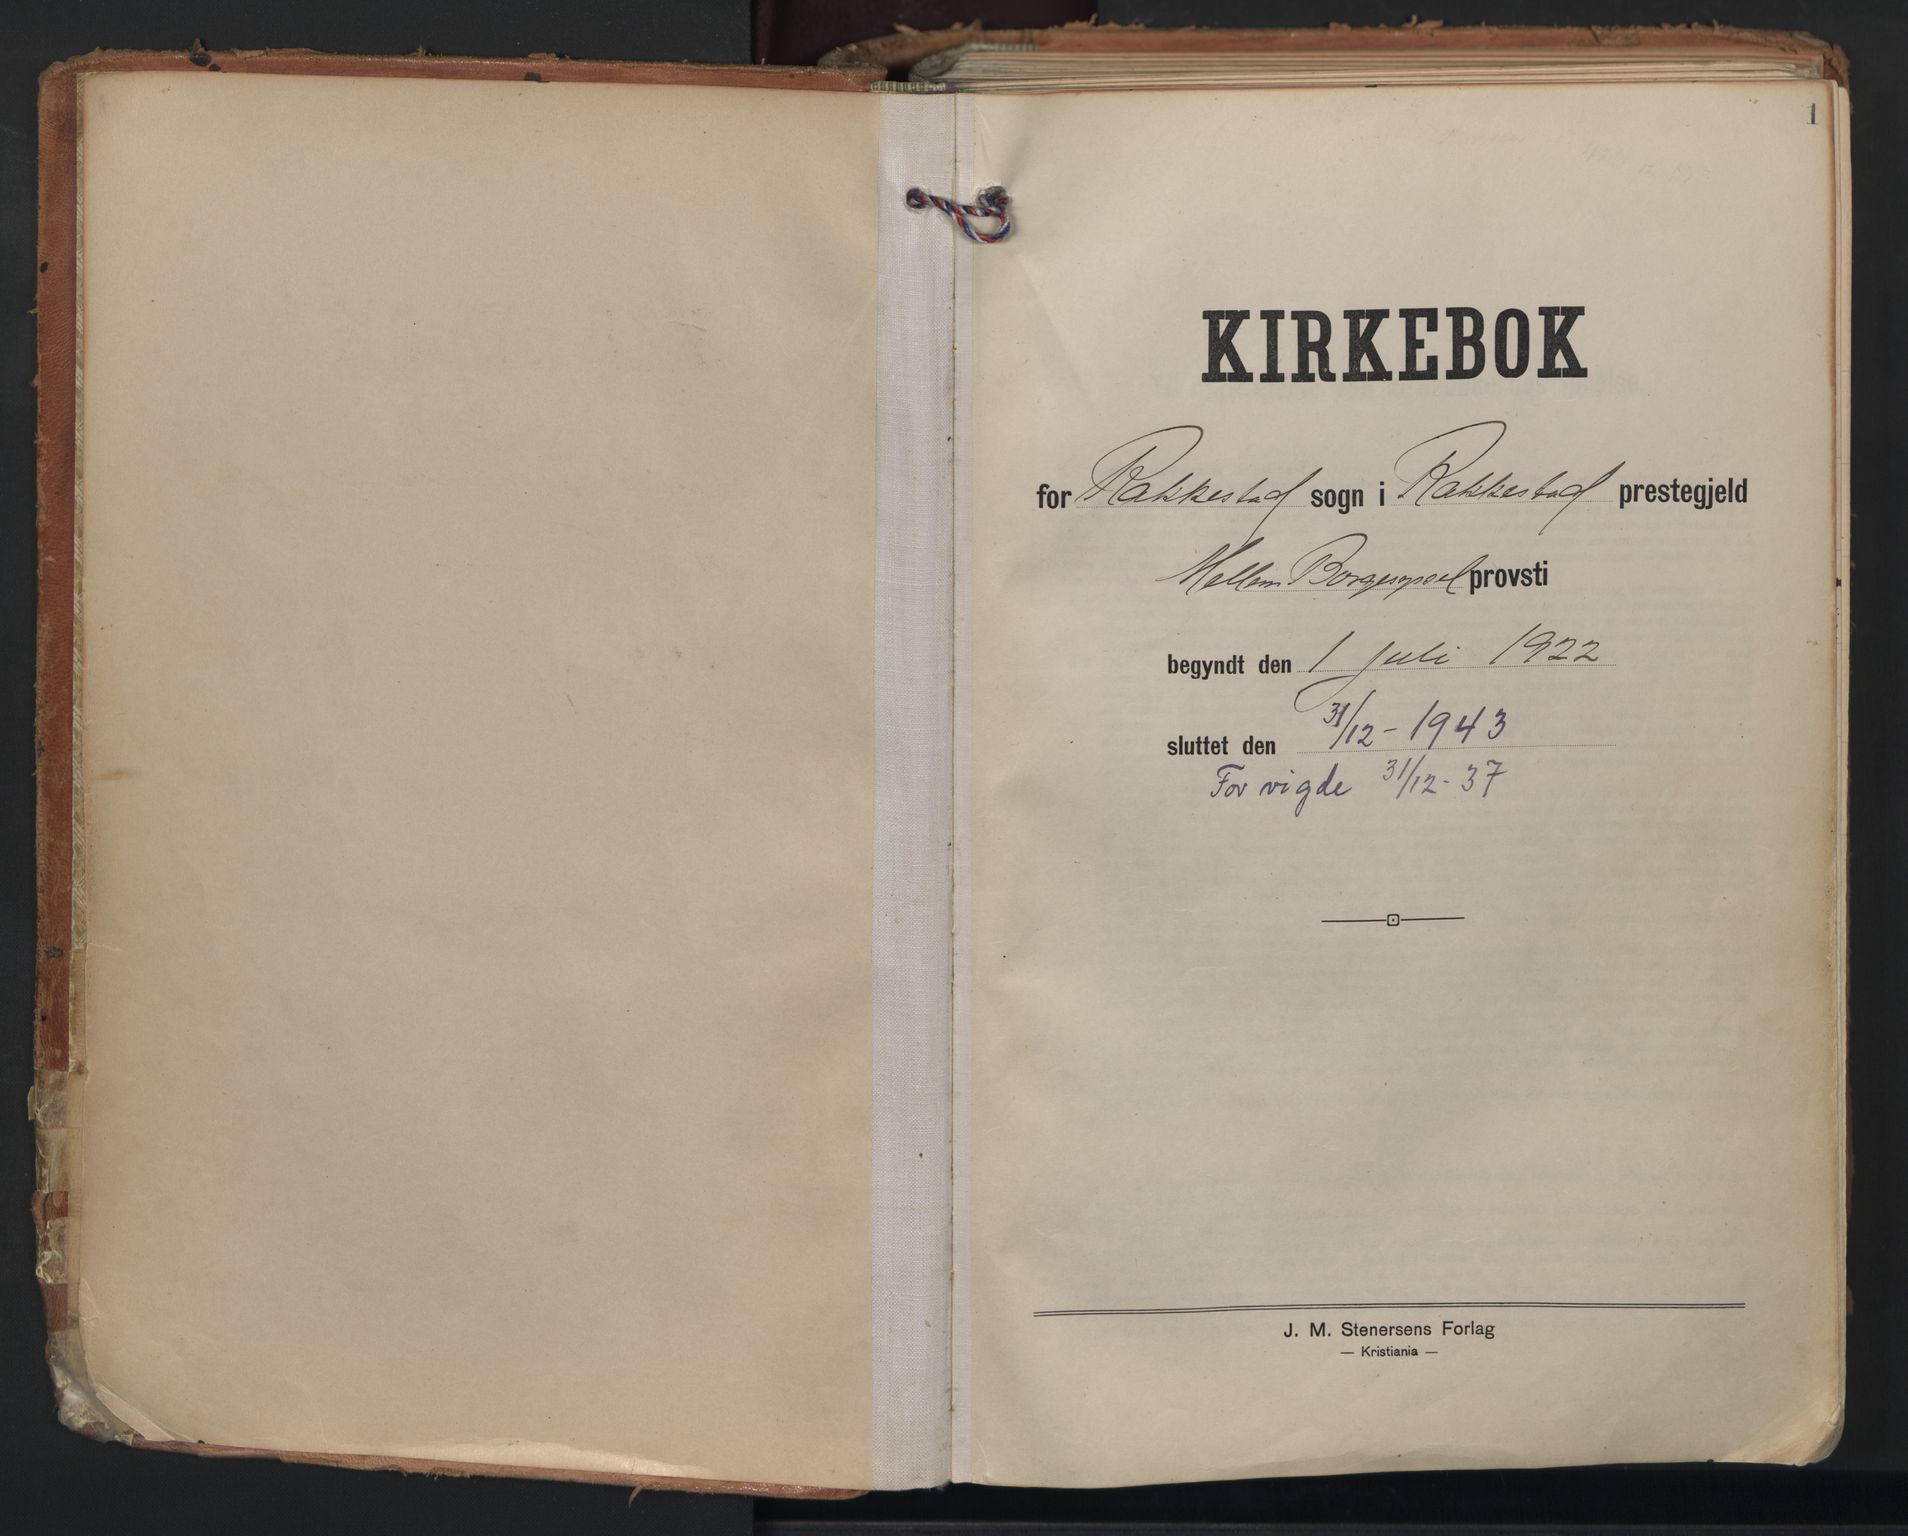 1
KIRKEBOK
for Rakkestad sogn i Rakkestad prestegjeld
Mellem Borgesyssel provsti
begyndt den 1 juli 1922
sluttet den 31/12 - 1943
For vigde 31/12 - 37
J. M. Stenersens Forlag
— Kristiania —